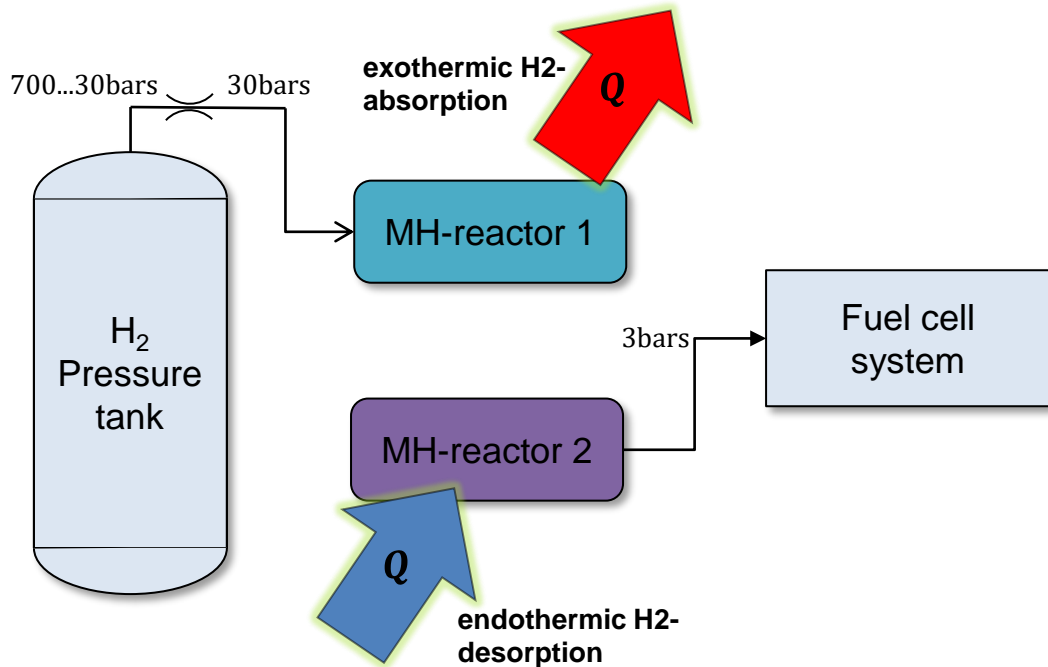 700...30bars
30bars
exothermic H2-
absorption
Q
MH-reactor 1
H₂
Pressure
tank
3bars
Fuel cell
system
MH-reactor 2
Q
endothermic H2-
desorption